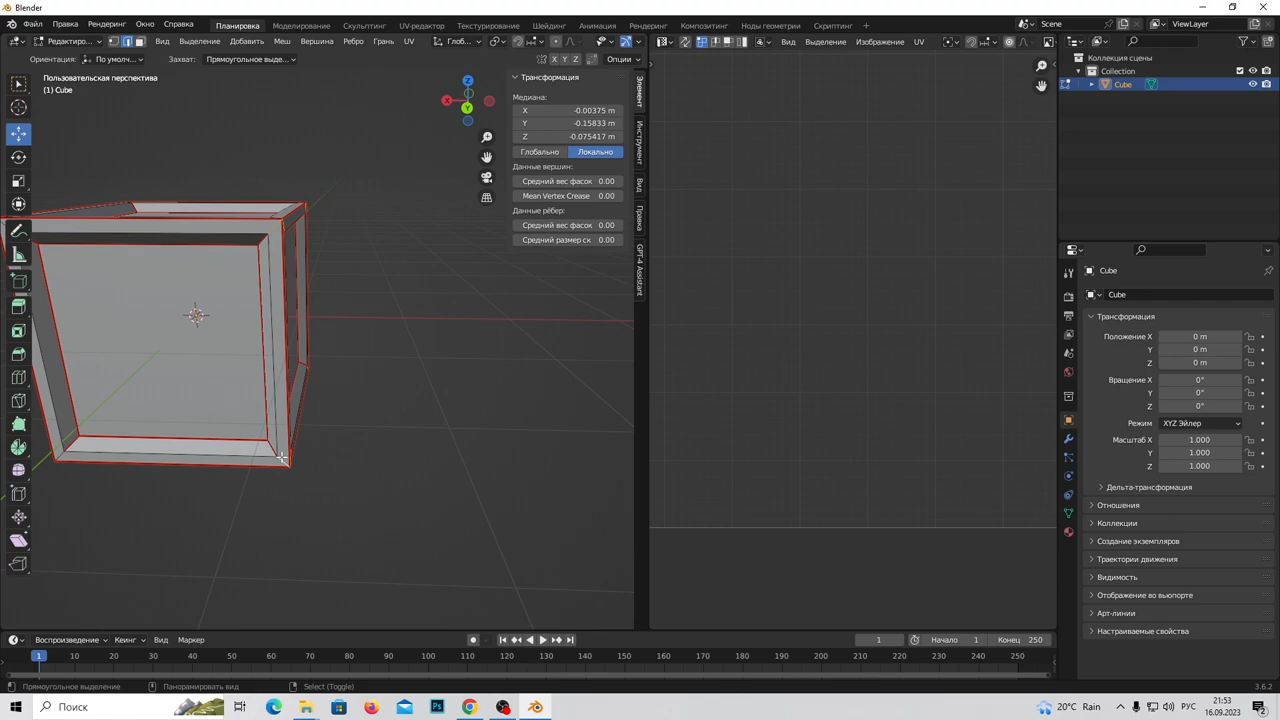 Blender
Файл Правка Рендеринг Окно Справка Планировка Моделирование Скульптинг UV-редактор Текстурирование Шейдинг Анимация Рендеринг Композитинг Ноды геометрии Скриптинг + Scene ViewLayer
Редактиро... Вид Выделение Добавить Меш Вершина Ребро Грань UV Глоб... Вид Выделение Изображение UV
Ориентация: По умолч... Захват: Прямоугольное выде... X Y Z Опции
Коллекция сцены
Collection
Cube
Пользовательская перспектива
(1) Cube
Z
X
Y
Трансформация
Медиана:
X -0.00375 m
Y -0.15833 m
Z -0.075417 m
Глобально Локально
Данные вершин:
Средний вес фасок 0.00
Mean Vertex Crease 0.00
Данные рёбер:
Средний вес фасок 0.00
Средний размер ск 0.00
Элемент
Инструмент
Вид
Правка
GPT-4 Assistant
Cube
Cube
Трансформация
Положение X 0 m
Y 0 m
Z 0 m
Вращение X 0°
Y 0°
Z 0°
Режим XYZ Эйлер
Масштаб X 1.000
Y 1.000
Z 1.000
Дельта-трансформация
Отношения
Коллекции
Создание экземпляров
Траектории движения
Видимость
Отображение во вьюпорте
Арт-линии
Настраиваемые свойства
Воспроизведение Кеинг Вид Маркер 1 Начало 1 Конец 250
1 10 20 30 40 50 60 70 80 90 100 110 120 130 140 150 160 170 180 190 200 210 220 230 240 250
Прямоугольное выделение Панорамировать вид Select (Toggle) 3.6.2
Поиск 20°C Rain РУС 21:53
16.09.2023 2